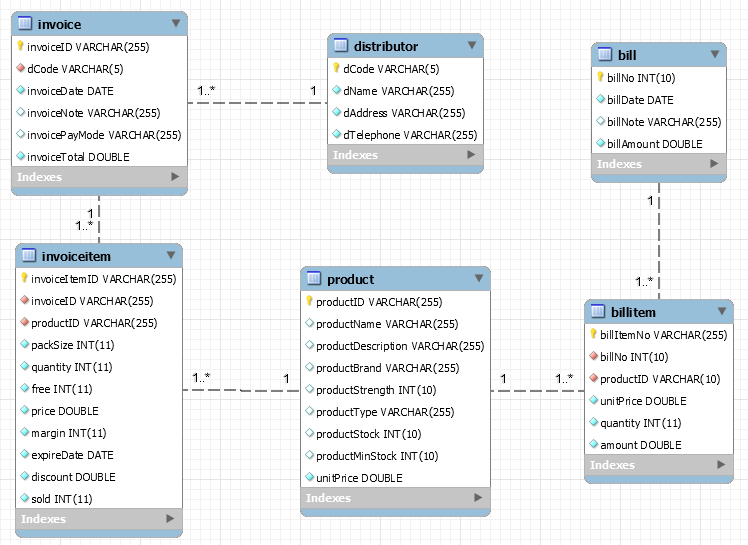 invoice
invoiceID VARCHAR(255)
dCode VARCHAR(5)
invoiceDate DATE
invoiceNote VARCHAR(255)
invoicePayMode VARCHAR(255)
invoiceTotal DOUBLE
Indexes
1..*
1
distributor
dCode VARCHAR(5)
dName VARCHAR(255)
dAddress VARCHAR(255)
dTelephone VARCHAR(255)
Indexes
bill
billNo INT(10)
billDate DATE
billNote VARCHAR(255)
billAmount DOUBLE
Indexes
1
1..*
1
1..*
invoiceitem
invoiceItemID VARCHAR(255)
invoiceID VARCHAR(255)
productID VARCHAR(255)
packSize INT(11)
quantity INT(11)
free INT(11)
price DOUBLE
margin INT(11)
expireDate DATE
discount DOUBLE
sold INT(11)
Indexes
1..*
1
product
productID VARCHAR(255)
productName VARCHAR(255)
productDescription VARCHAR(255)
productBrand VARCHAR(255)
productStrength INT(10)
productType VARCHAR(255)
productStock INT(10)
productMinStock INT(10)
unitPrice DOUBLE
Indexes
1
1..*
billitem
billItemNo VARCHAR(255)
billNo INT(10)
productID VARCHAR(10)
unitPrice DOUBLE
quantity INT(11)
amount DOUBLE
Indexes